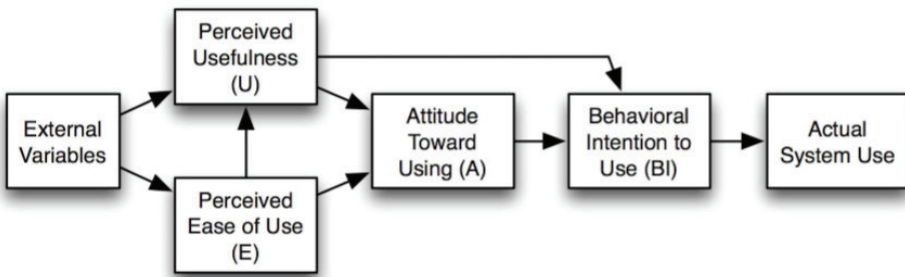 Perceived
Usefulness
(U)
External
Variables
Perceived
Ease of Use
(E)
Attitude
Toward
Using (A)
Behavioral
Intention to
Use (BI)
Actual
System Use